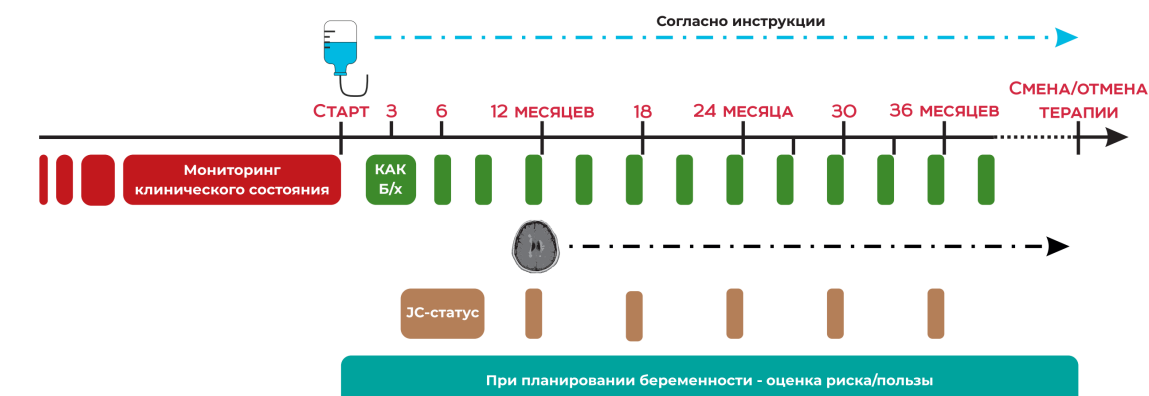 Согласно инструкции
Смена/отмена
терапии
Старт 3 6 12 месяцев 18 24 месяца 30 36 месяцев
Мониторинг
клинического состояния
КАК
Б/х
JC-статус
При планировании беременности - оценка риска/пользы